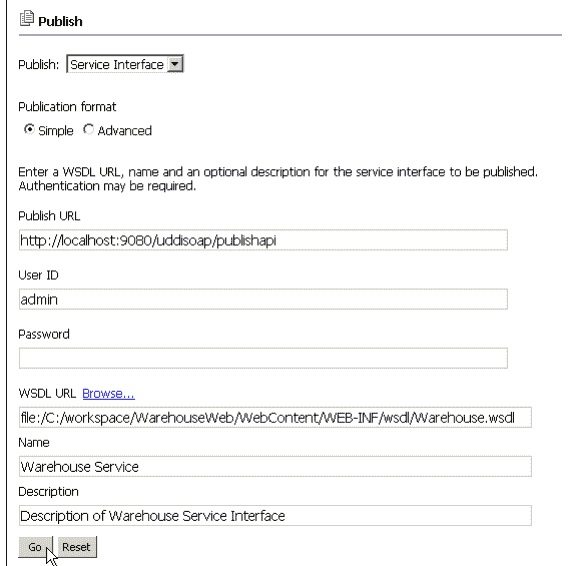 Publish
Publish: Service Interface
Publication format
Simple Advanced
Enter a WSDL URL, name and an optional description for the service interface to be published.
Authentication may be required.
Publish URL
http://localhost:9080/uddisoap/publishapi
User ID
admin
Password
WSDL URL Browse...
file:/C:/workspace/WarehouseWeb/WebContent/WEB-INF/wsdl/Warehouse.wsdl
Name
Warehouse Service
Description
Description of Warehouse Service Interface
Go Reset